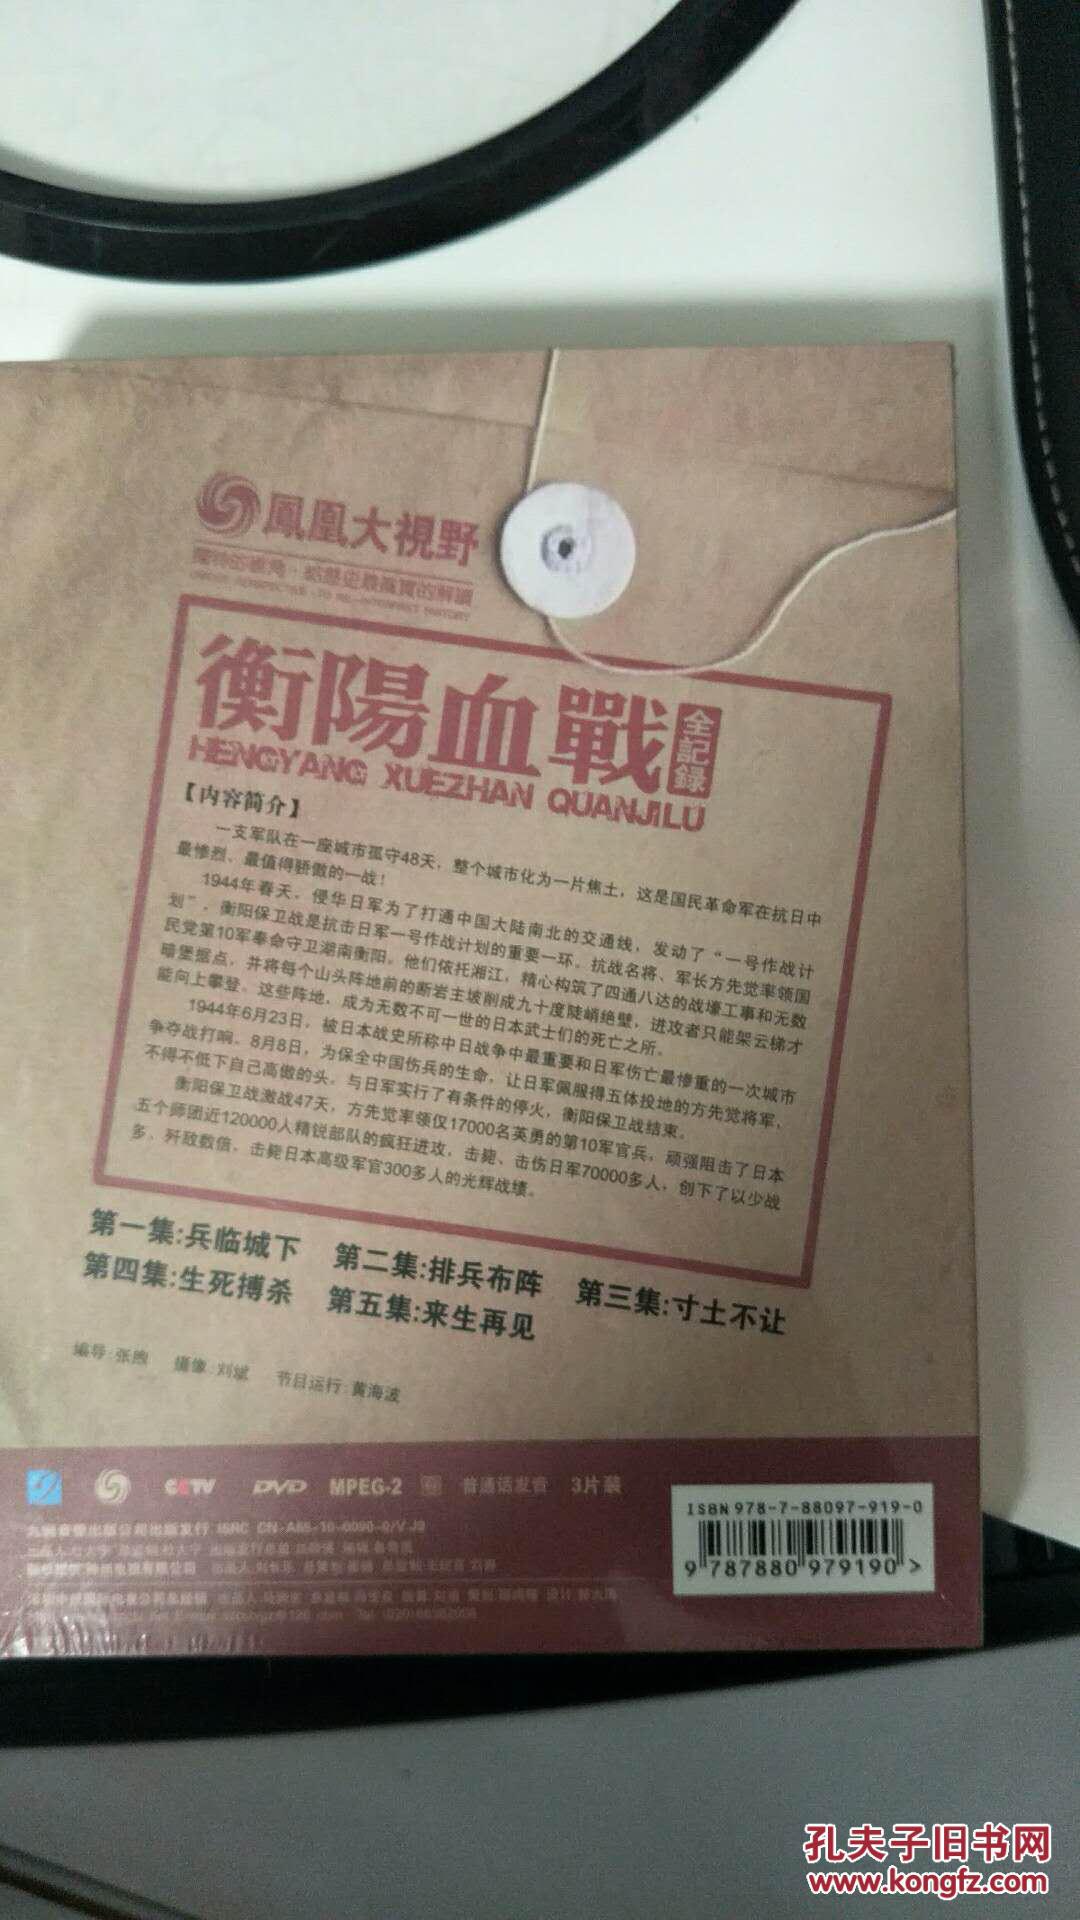 鳳凰大視野
獨特的視角·給歷史最真實的解讀
衡陽血戰
全記錄
HENGYANG XUEZHAN QUANJILU
【内容简介】
一支军队在一座城市孤守48天，整个城市化为一片焦土，这是国民革命军在抗日中
最惨烈、最值得骄傲的一战！
1944年春天，侵华日军为了打通中国大陆南北的交通线，发动了“一号作战计
划”，衡阳保卫战是抗击日军一号作战计划的重要一环。抗战名将、军长方先觉率领国
民党第10军奉命守卫湖南衡阳。他们依托湘江，精心构筑了四通八达的战壕工事和无数
暗堡据点，并将每个山头阵地前的断岩主坡削成九十度陡峭绝壁，进攻者只能架云梯才
能向上攀登。这些阵地，成为无数不可一世的日本武士们的死亡之所。
1944年6月23日，被日本战史所称中日战争中最重要和日军伤亡最惨重的一次城市
争夺战打响。8月8日，为保全中国伤兵的生命，让日军佩服得五体投地的方先觉将军，
不得不低下自己高傲的头，与日军实行了有条件的停火，衡阳保卫战结束。
衡阳保卫战激战47天，方先觉率领仅17000名英勇的第10军官兵，顽强阻击了日本
五个师团近120000人精锐部队的疯狂进攻，击毙、击伤日军70000多人，创下了以少战
多、歼敌数倍，击毙日本高级军官300多人的光辉战绩。
第一集:兵临城下 第二集:排兵布阵 第三集:寸土不让
第四集:生死搏杀 第五集:来生再见
编导:张煦 摄像:刘斌 节目运行:黄海波
CCTV DVD MPEG-2 普通话发音 3片装
ISBN 978-7-88097-919-0
9 787880 979190 >
孔夫子旧书网
www.kongfz.com